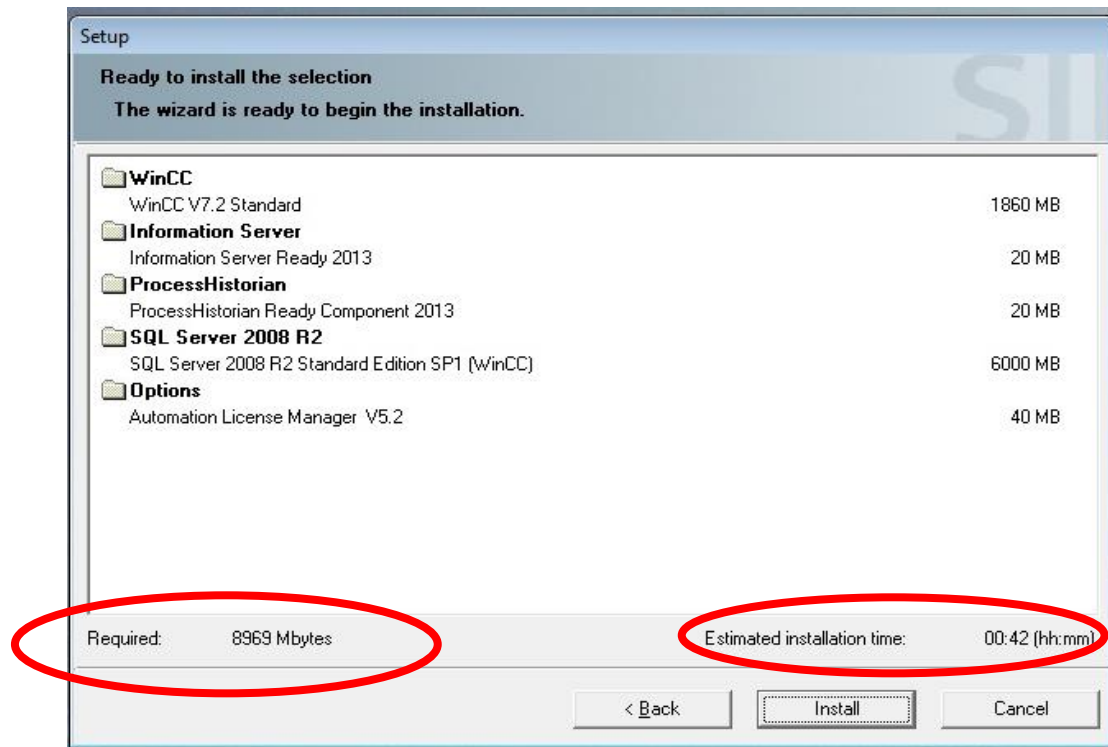 Setup
SI
Ready to install the selection
The wizard is ready to begin the installation.
WinCC
WinCC V7.2 Standard 1860 MB
Information Server
Information Server Ready 2013 20 MB
ProcessHistorian
ProcessHistorian Ready Component 2013 20 MB
SQL Server 2008 R2
SQL Server 2008 R2 Standard Edition SP1 (WinCC) 6000 MB
Options
Automation License Manager V5.2 40 MB
Required: 8969 Mbytes Estimated installation time: 00:42 (hh:mm)
< Back Install Cancel